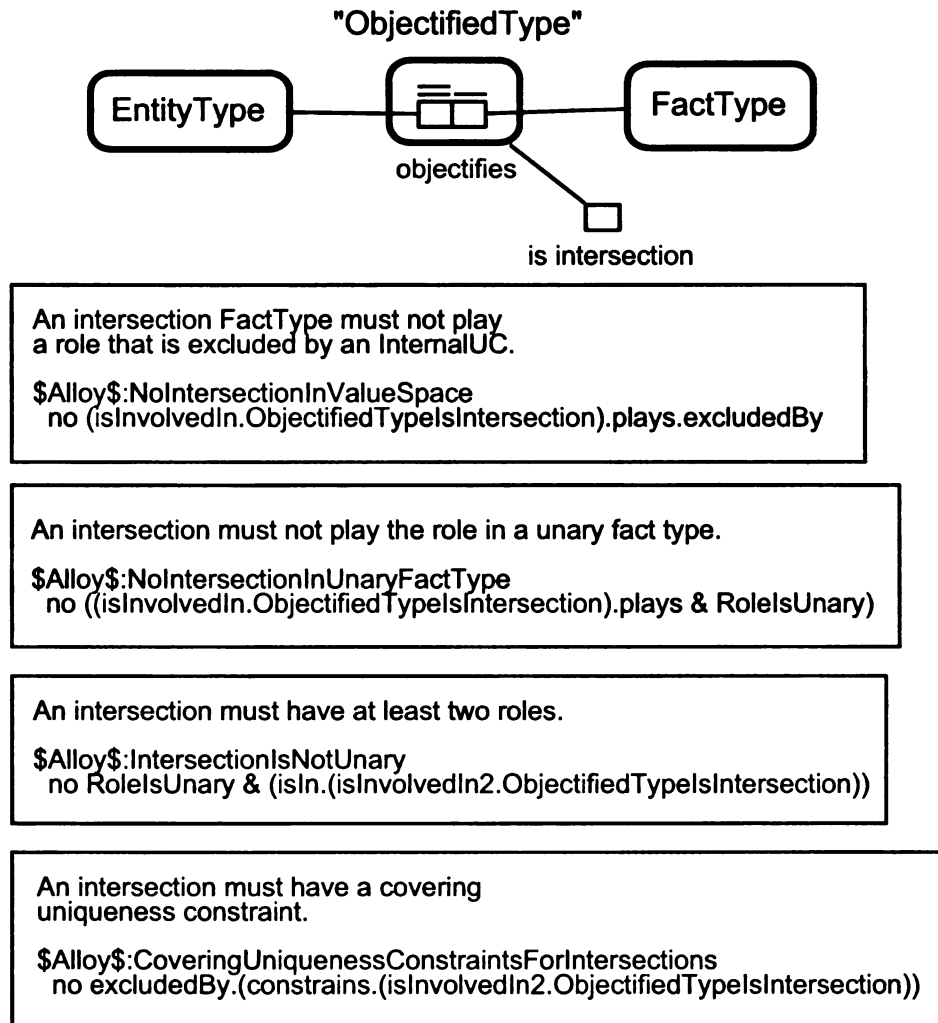 "ObjectifiedType"
EntityType
FactType
objectifies
is intersection
An intersection FactType must not play
a role that is excluded by an InternalUC.
$Alloy$:NoIntersectionInValueSpace
no (isInvolvedIn.ObjectifiedTypeIsIntersection).plays.excludedBy
An intersection must not play the role in a unary fact type.
$Alloy$:NoIntersectionInUnaryFactType
no ((isInvolvedIn.ObjectifiedTypeIsIntersection).plays & RoleIsUnary)
An intersection must have at least two roles.
$Alloy$:IntersectionIsNotUnary
no RoleIsUnary & (isIn.(isInvolvedIn2.ObjectifiedTypeIsIntersection))
An intersection must have a covering
uniqueness constraint.
$Alloy$:CoveringUniquenessConstraintsForIntersections
no excludedBy.(constrains.(isInvolvedIn2.ObjectifiedTypeIsIntersection))